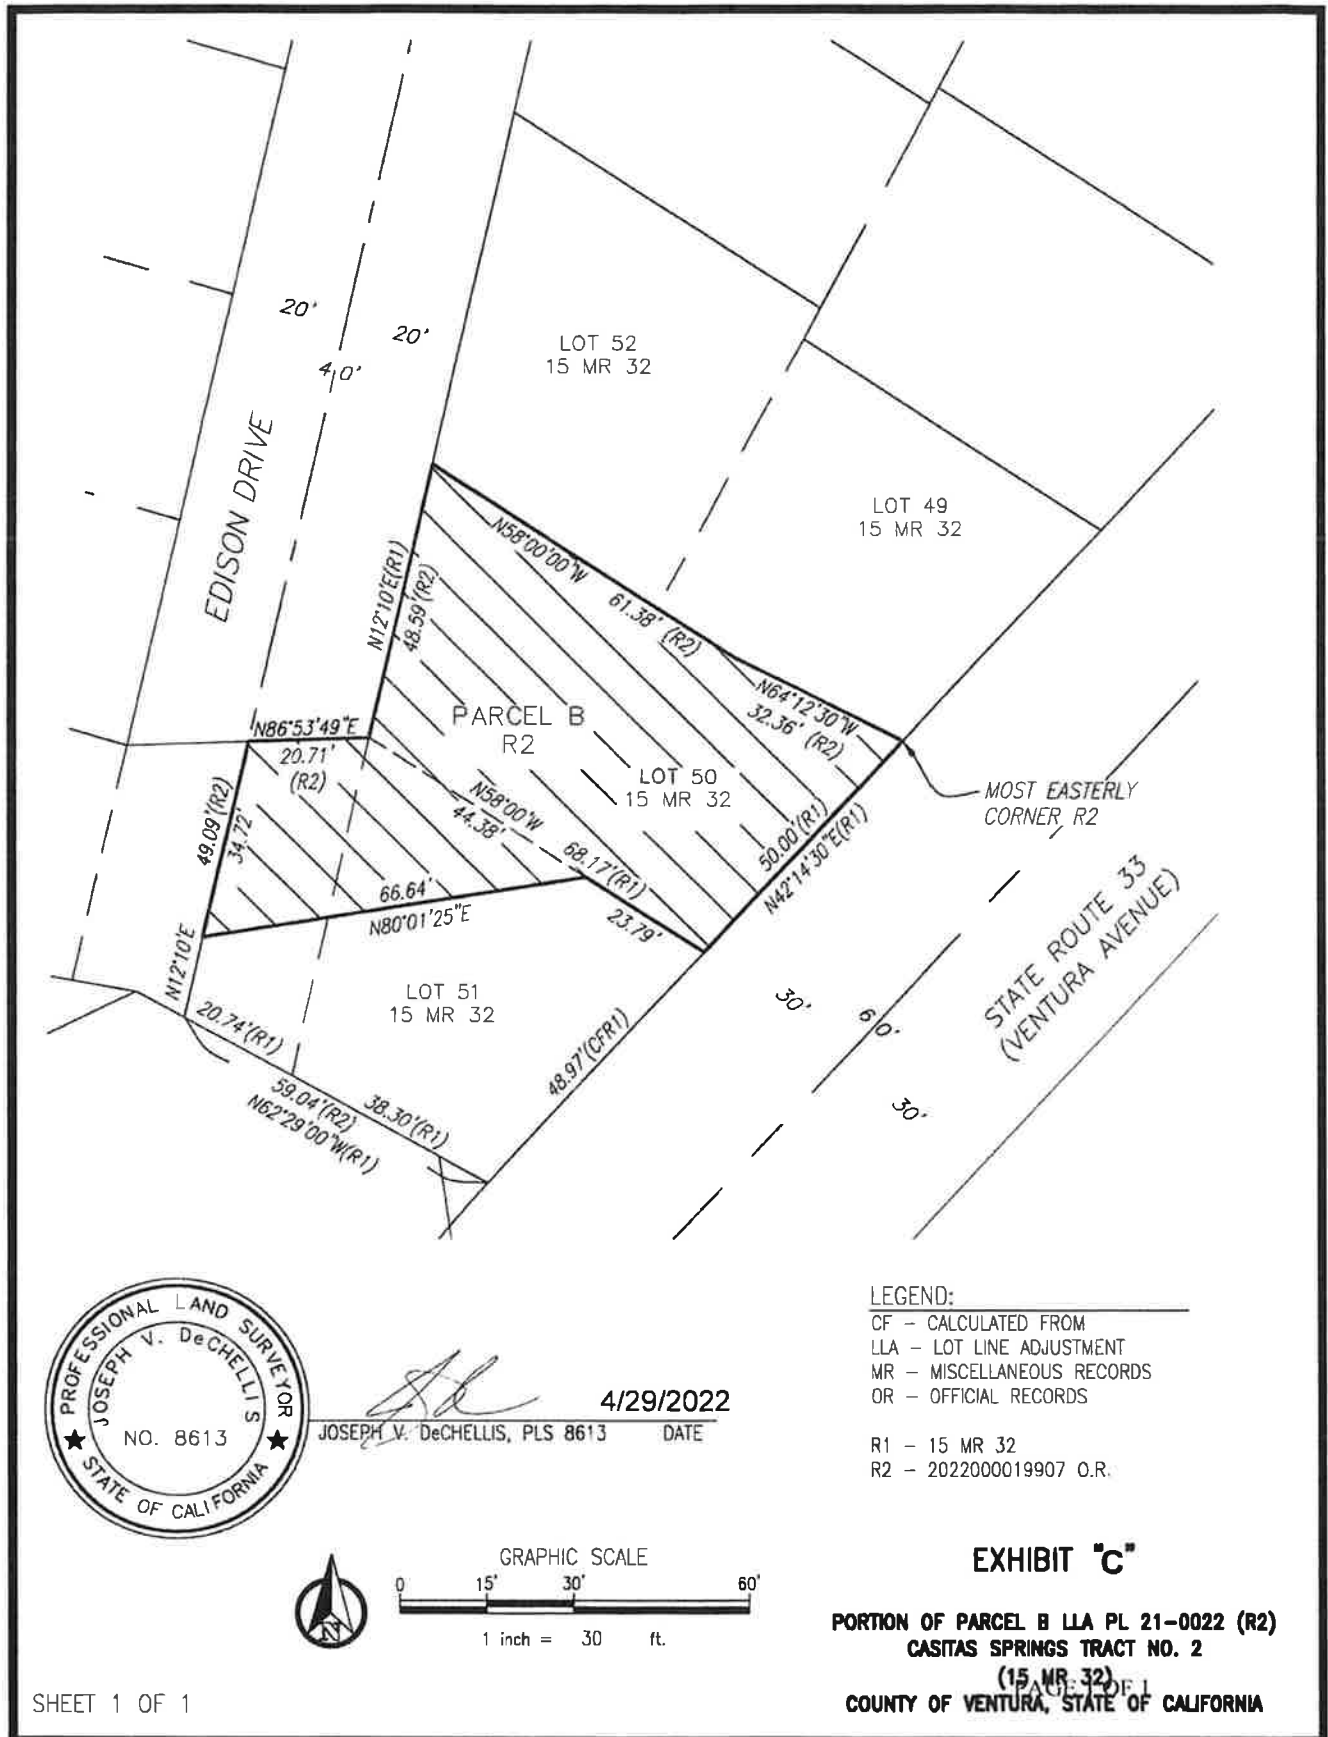 20'
20'
40'
EDISON DRIVE
LOT 52
15 MR 32
LOT 49
15 MR 32
N58°00'00"W
61.38' (R2)
N12°10'E(R1)
48.59'(R2)
N64°12'30"W
32.36' (R2)
PARCEL B
R2
N86°53'49"E
20.71'
(R2)
LOT 50
15 MR 32
MOST EASTERLY
CORNER R2
N58°00'W
44.38'
68.17'(R1)
50.00'(R1)
N42°14'30"E(R1)
49.09'(R2)
34.72'
66.64'
N80°01'25"E
23.79'
STATE ROUTE 33
(VENTURA AVENUE)
N12°10'E
LOT 51
15 MR 32
30'
60'
30'
20.74'(R1)
48.97'(CFR1)
59.04'(R2)
38.30'(R1)
N62°29'00"W(R1)
PROFESSIONAL LAND SURVEYOR
JOSEPH V. DeCHELLIS
NO. 8613
STATE OF CALIFORNIA
4/29/2022
JOSEPH V. DeCHELLIS, PLS 8613 DATE
LEGEND:
CF - CALCULATED FROM
LLA - LOT LINE ADJUSTMENT
MR - MISCELLANEOUS RECORDS
OR - OFFICIAL RECORDS
R1 - 15 MR 32
R2 - 2022000019907 O.R.
N
GRAPHIC SCALE
0 15' 30' 60'
1 inch = 30 ft.
EXHIBIT "C"
PORTION OF PARCEL B LLA PL 21-0022 (R2)
CASITAS SPRINGS TRACT NO. 2
(15 MR 32)
PAGE 1 OF 1
COUNTY OF VENTURA, STATE OF CALIFORNIA
SHEET 1 OF 1